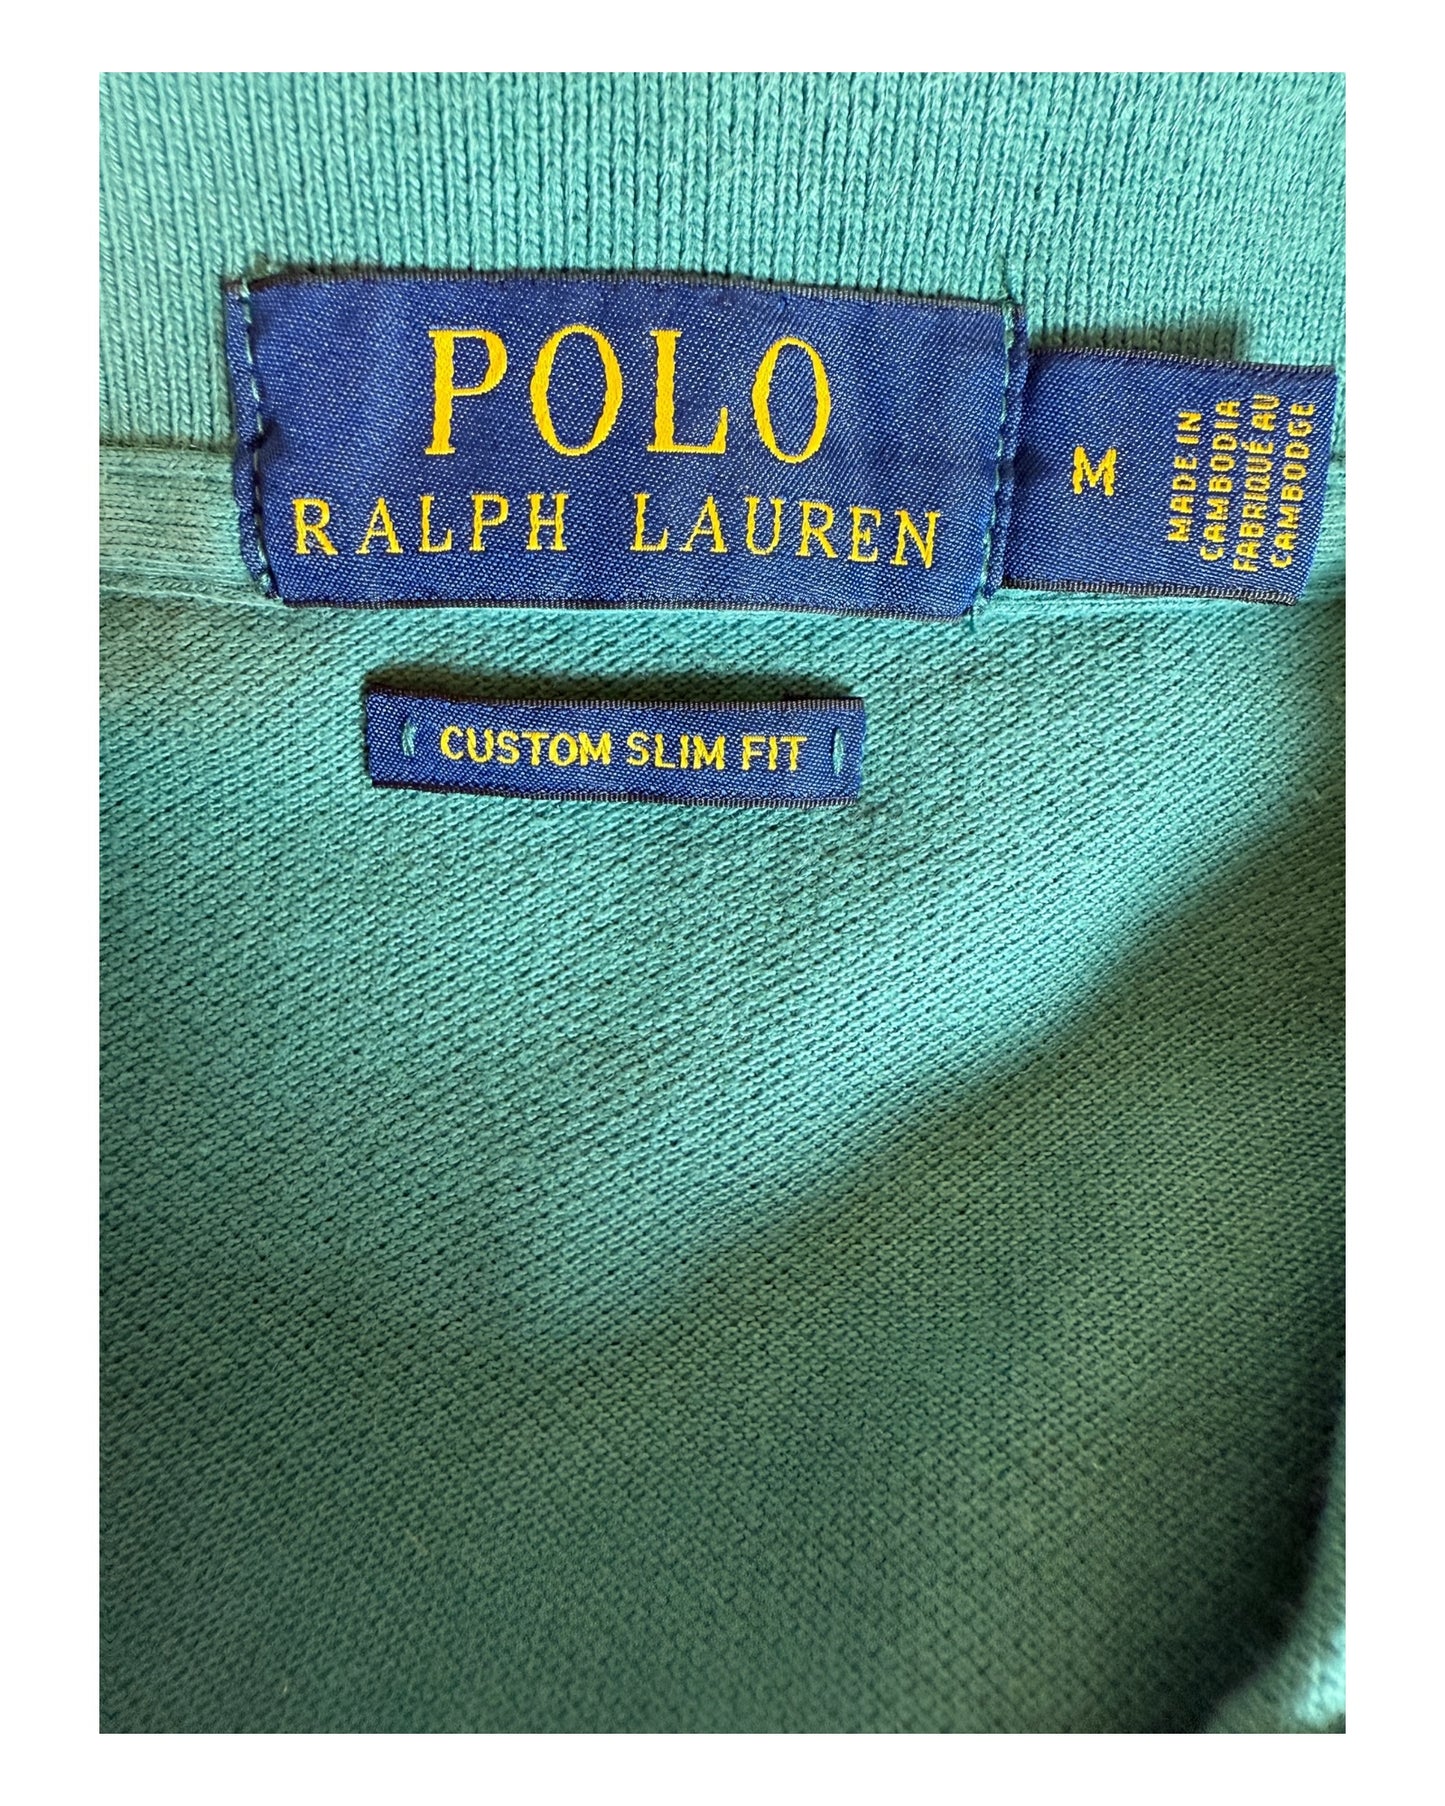 POLO
RALPH LAUREN
M
MADE IN
CAMBODIA
FABRIQUÉ AU
CAMBODGE
CUSTOM SLIM FIT